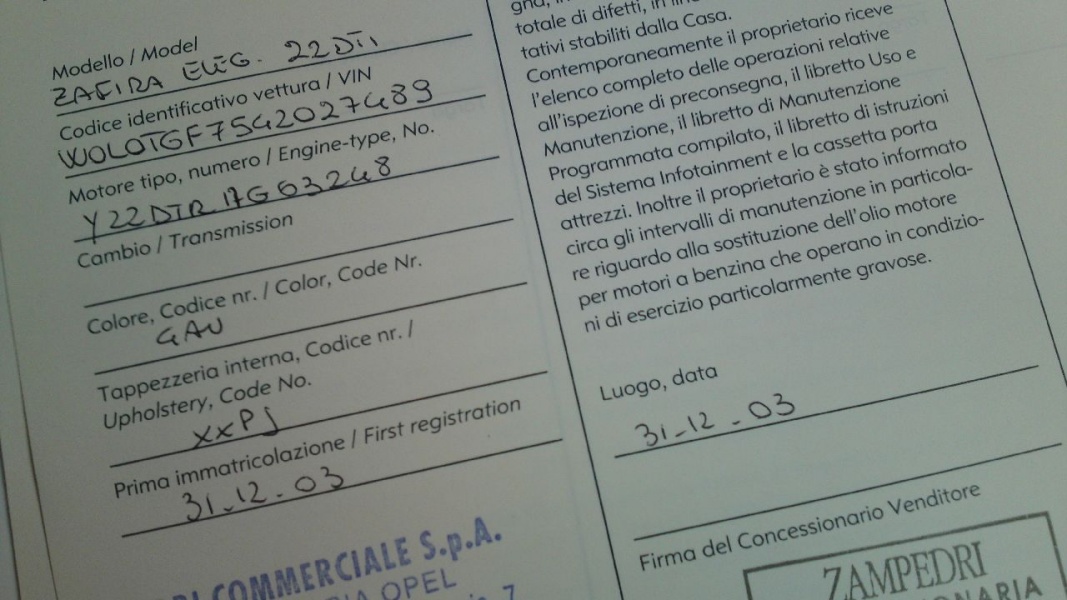 Modello / Model
ZAFIRA ELEG. 22DTI
Codice identificativo vettura / VIN
W0L0TGF7542027489
Motore tipo, numero / Engine-type, No.
Y22DTR 17G03248
Cambio / Transmission
Colore, Codice nr. / Color, Code Nr.
GAU
Tappezzeria interna, Codice nr. /
Upholstery, Code No.
XXPJ
Prima immatricolazione / First registration
31-12-03
COMMERCIALE S.p.A.
OPEL
totale di difetti, in
tativi stabiliti dalla Casa.
Contemporaneamente il proprietario riceve
l'elenco completo delle operazioni relative
all'ispezione di preconsegna, il libretto Uso e
Manutenzione, il libretto di Manutenzione
Programmata compilato, il libretto di istruzioni
del Sistema Infotainment e la cassetta porta
attrezzi. Inoltre il proprietario è stato informato
circa gli intervalli di manutenzione in particola-
re riguardo alla sostituzione dell'olio motore
per motori a benzina che operano in condizio-
ni di esercizio particolarmente gravose.
Luogo, data
31-12-03
Firma del Concessionario Venditore
ZAMPEDRI